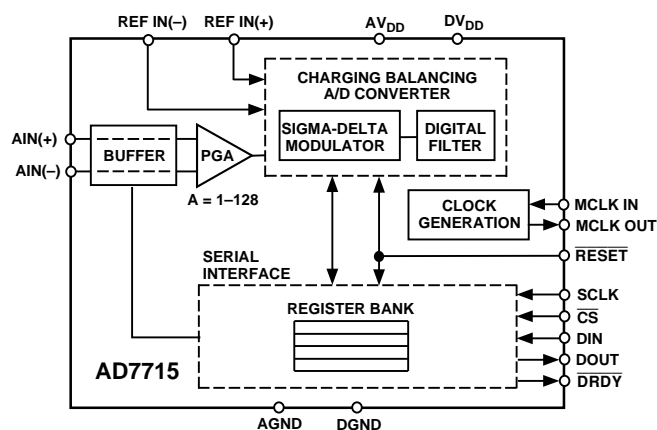 REF IN(–) REF IN(+) AVDD DVDD
CHARGING BALANCING
A/D CONVERTER
SIGMA-DELTA
MODULATOR
DIGITAL
FILTER
AIN(+)
AIN(–)
BUFFER
PGA
A = 1–128
CLOCK
GENERATION
MCLK IN
MCLK OUT
RESET
SERIAL
INTERFACE
REGISTER BANK
SCLK
CS
DIN
DOUT
DRDY
AD7715
AGND DGND